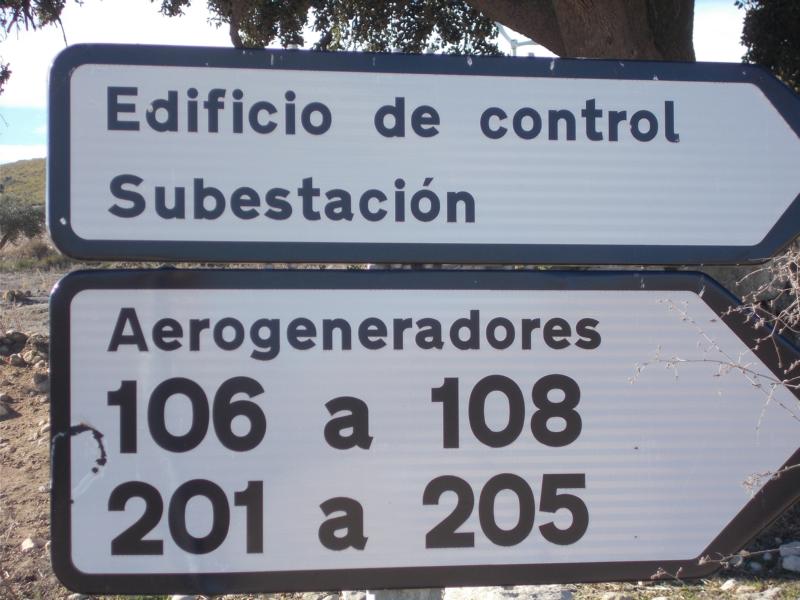 Edificio de control
Subestación
Aerogeneradores
106 a 108
201 a 205